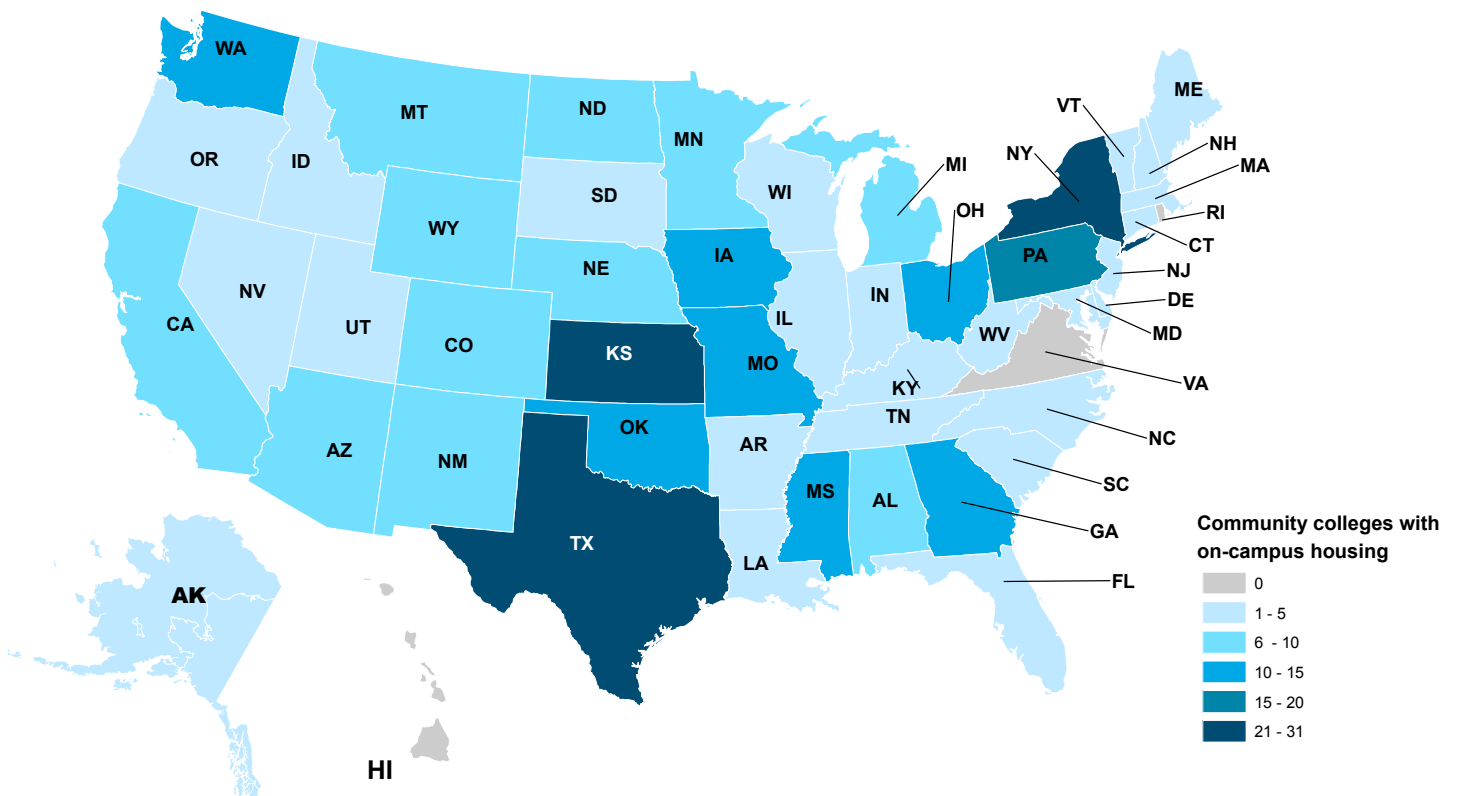 WA
MT
ND
MN
OR
ID
SD
WI
WY
MI
VT
ME
NY
NH
MA
OH
RI
CT
NJ
DE
MD
PA
IA
NE
NV
UT
CA
CO
KS
MO
IL
IN
WV
KY
VA
NC
TN
AZ
NM
OK
AR
SC
MS
AL
GA
TX
LA
FL
AK
HI
Community colleges with
on-campus housing
0
1 - 5
6 - 10
10 - 15
15 - 20
21 - 31